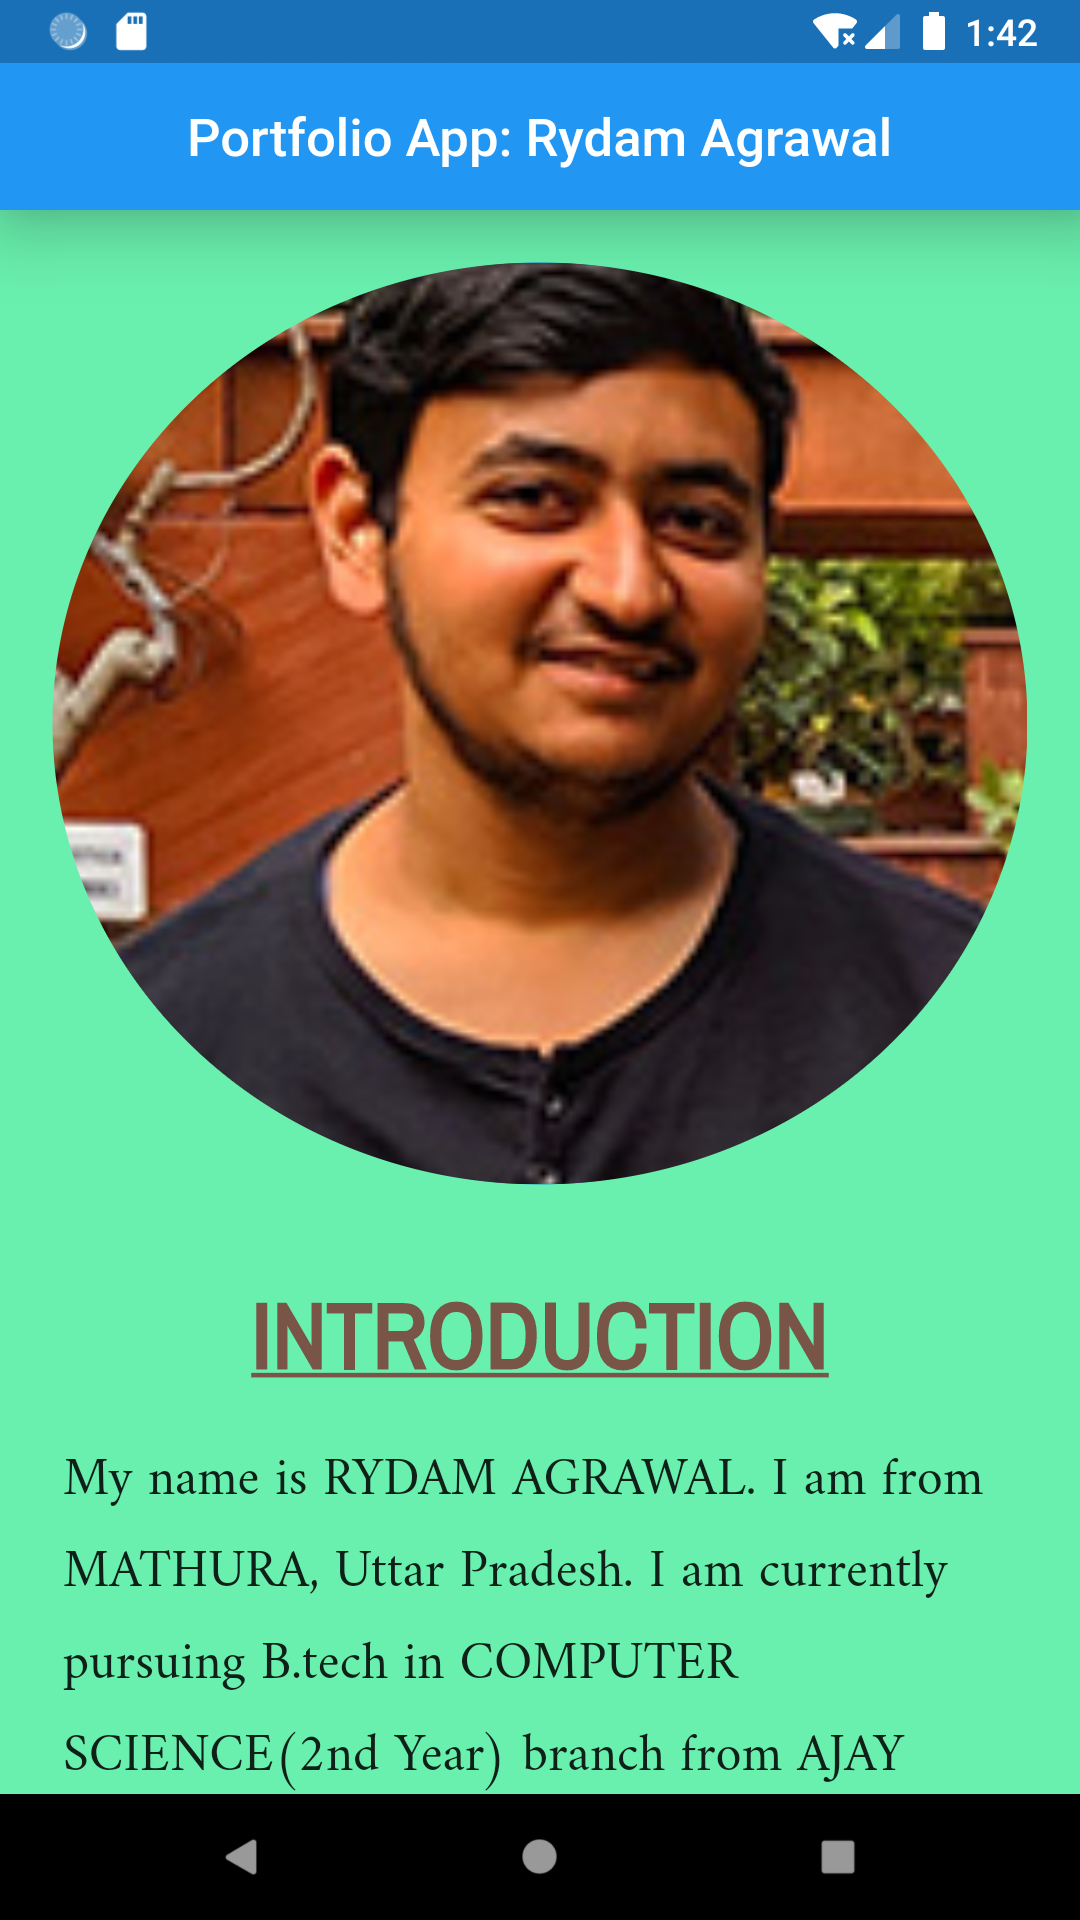 1:42
Portfolio App: Rydam Agrawal
INTRODUCTION
My name is RYDAM AGRAWAL. I am from
MATHURA, Uttar Pradesh. I am currently
pursuing B.tech in COMPUTER
SCIENCE(2nd Year) branch from AJAY